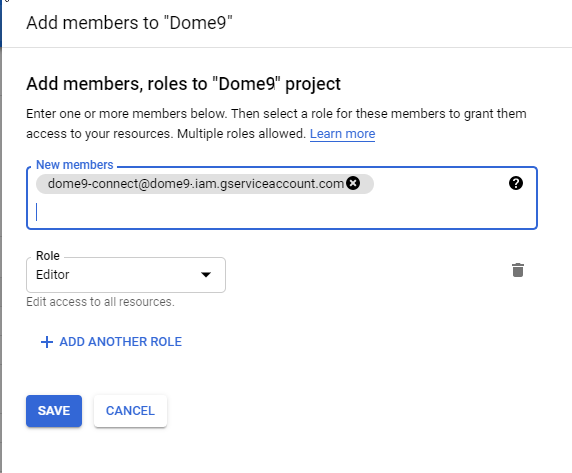 Add members to "Dome9"
Add members, roles to "Dome9" project
Enter one or more members below. Then select a role for these members to grant them
access to your resources. Multiple roles allowed. Learn more
New members
dome9-connect@dome9-.iam.gserviceaccount.com
Role
Editor
Edit access to all resources.
ADD ANOTHER ROLE
SAVE CANCEL